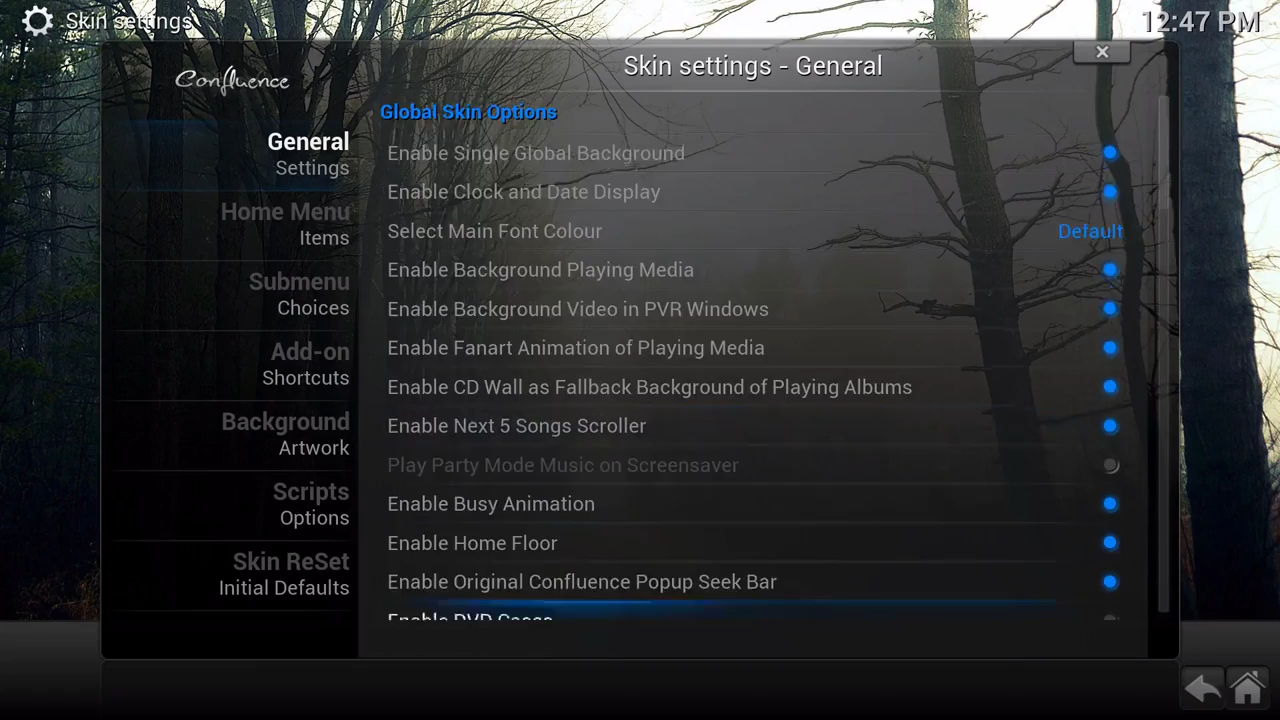 Skin settings
12:47 PM
Confluence
Skin settings - General
General
Settings
Home Menu
Items
Submenu
Choices
Add-on
Shortcuts
Background
Artwork
Scripts
Options
Skin ReSet
Initial Defaults
Global Skin Options
Enable Single Global Background
Enable Clock and Date Display
Select Main Font Colour Default
Enable Background Playing Media
Enable Background Video in PVR Windows
Enable Fanart Animation of Playing Media
Enable CD Wall as Fallback Background of Playing Albums
Enable Next 5 Songs Scroller
Play Party Mode Music on Screensaver
Enable Busy Animation
Enable Home Floor
Enable Original Confluence Popup Seek Bar
Enable DVD Cases